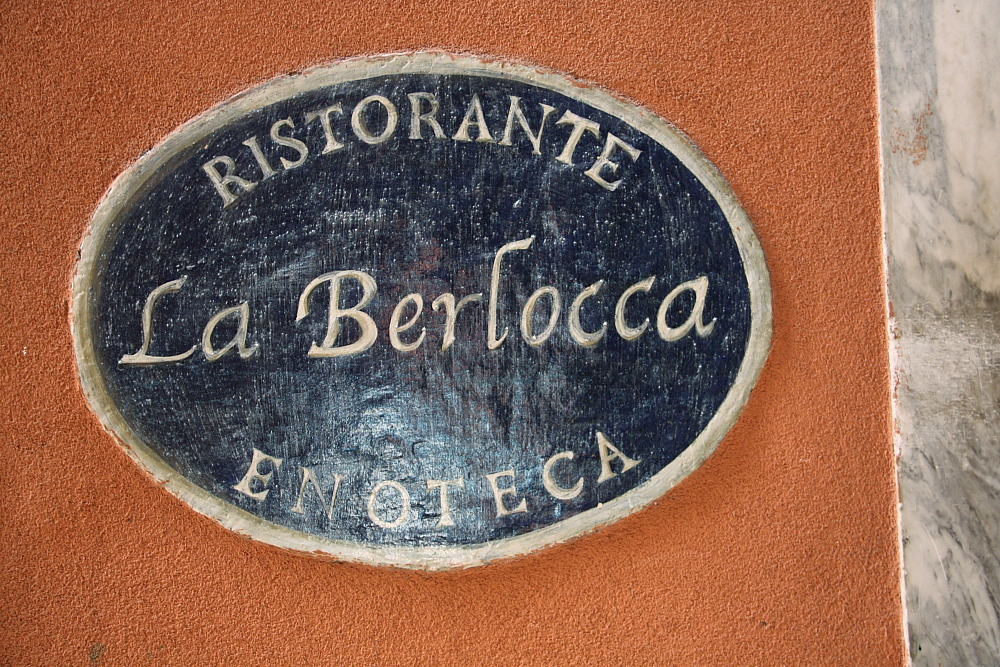 RISTORANTE
La Berlocca
ENOTECA